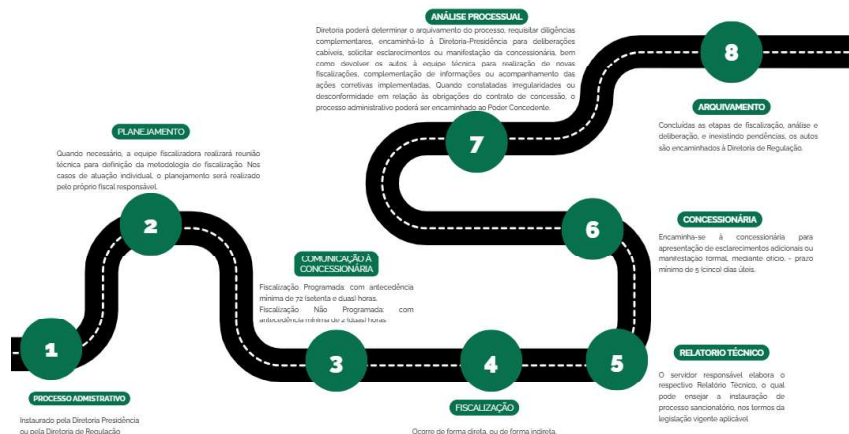 ANÁLISE PROCESSUAL
Diretoria poderá determinar o arquivamento do processo, requisitar diligências
complementares, encaminhá-lo à Diretoria-Presidência para deliberações
cabíveis, solicitar esclarecimentos ou manifestação da concessionária, bem
como devolver os autos à equipe técnica para realização de novas
fiscalizações, complementação de informações ou acompanhamento das
ações corretivas implementadas. Quando constatadas irregularidades ou
desconformidade em relação às obrigações do contrato de concessão, o
processo administrativo poderá ser encaminhado ao Poder Concedente.
8
ARQUIVAMENTO
Concluídas as etapas de fiscalização, análise e
deliberação, e inexistindo pendências, os autos
são encaminhados à Diretoria de Regulação.
7
PLANEJAMENTO
Quando necessário, a equipe fiscalizadora realizará reunião
técnica para definição da metodologia de fiscalização. Nos
casos de atuação individual, o planejamento será realizado
pelo próprio fiscal responsável.
2
6
CONCESSIONÁRIA
Encaminha-se à concessionária para
apresentação de esclarecimentos adicionais ou
manifestação formal, mediante ofício. - prazo
mínimo de 5 (cinco) dias úteis.
COMUNICAÇÃO À
CONCESSIONÁRIA
Fiscalização Programada: com antecedência
mínima de 72 (setenta e duas) horas.
Fiscalização Não Programada: com
antecedência mínima de 2 (duas) horas
1
3
4
5
PROCESSO ADMISTRATIVO
Instaurado pela Diretoria Presidência
ou pela Diretoria de Regulação
FISCALIZAÇÃO
Ocorre de forma direta, ou de forma indireta,
RELATORIO TÉCNICO
O servidor responsável elabora o
respectivo Relatório Técnico, o qual
pode ensejar a instauração de
processo sancionatório, nos termos da
legislação vigente aplicável